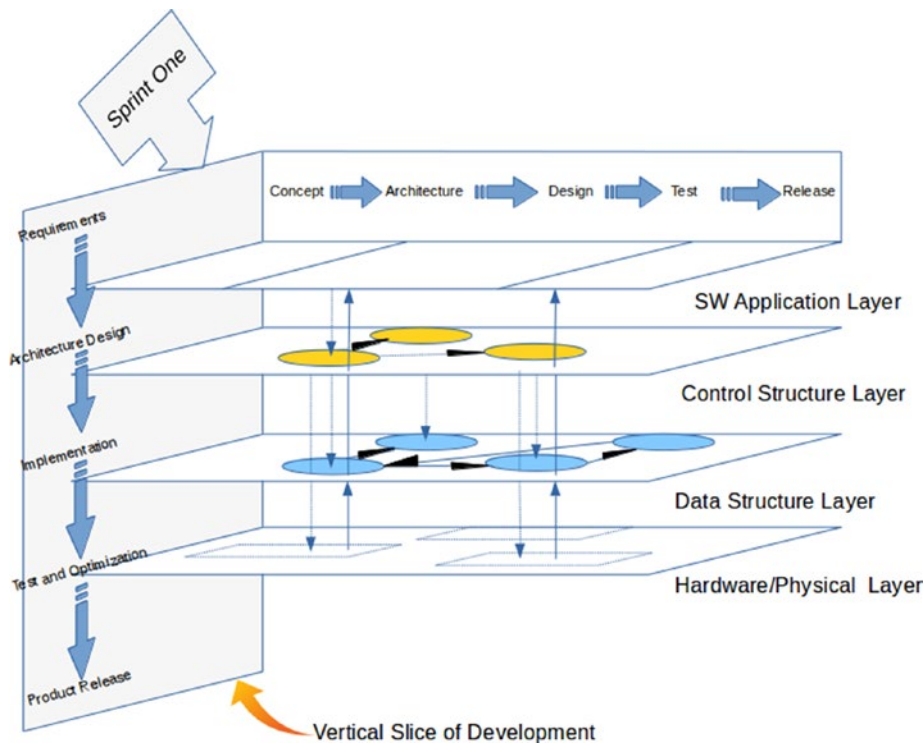 Sprint One
Concept
Architecture
Design
Test
Release
Requirements
Architecture Design
Implementation
Test and Optimization
Product Release
SW Application Layer
Control Structure Layer
Data Structure Layer
Hardware/Physical Layer
Vertical Slice of Development